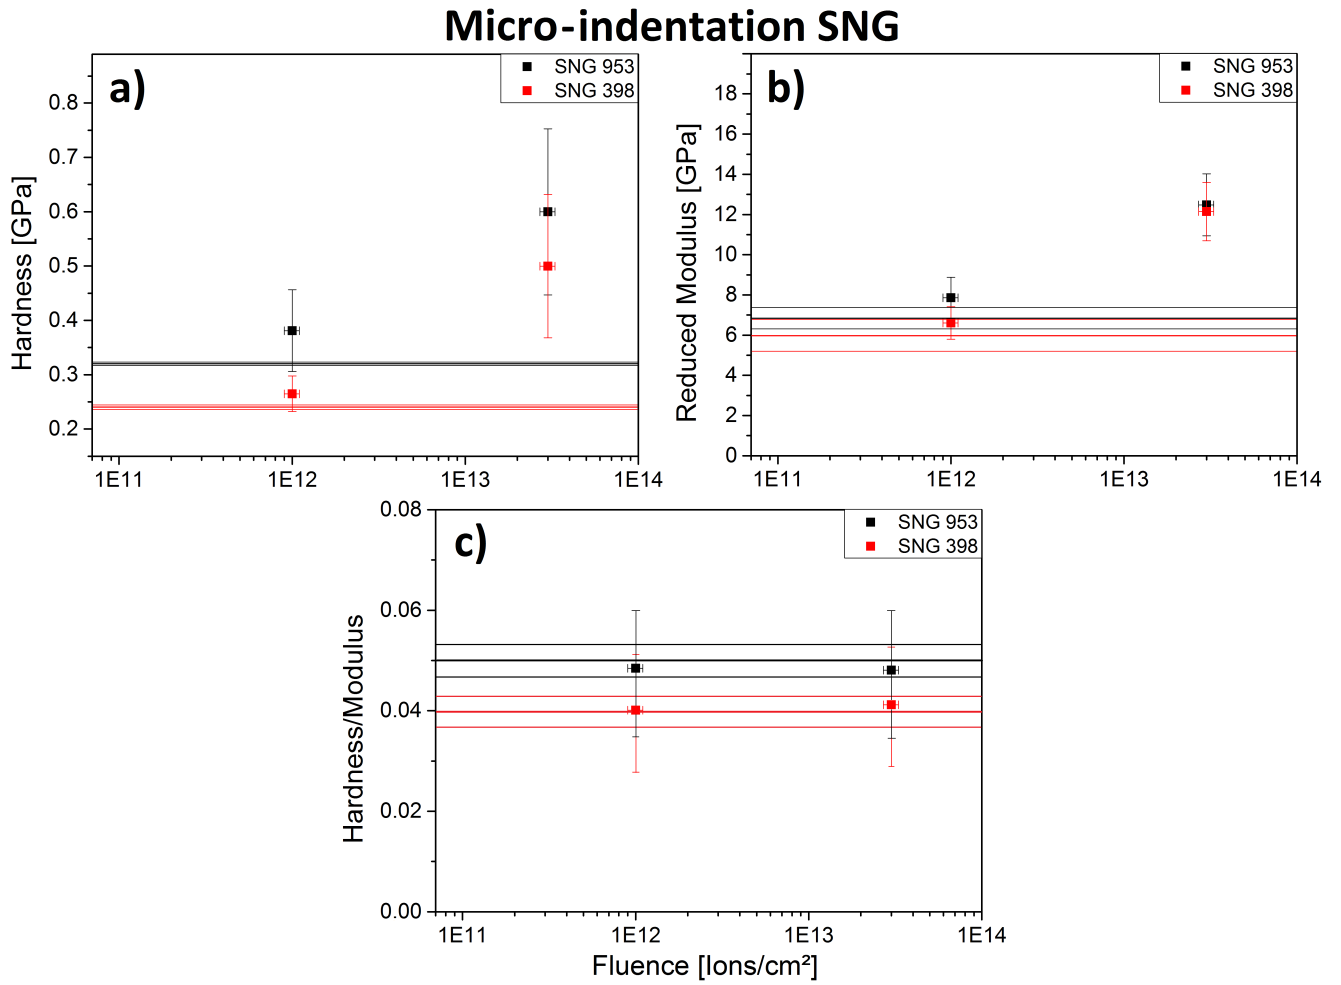 Micro-indentation SNG
a)
SNG 953
SNG 398
Hardness [GPa]
0.8
0.7
0.6
0.5
0.4
0.3
0.2
1E11
1E12
1E13
1E14
b)
SNG 953
SNG 398
Reduced Modulus [GPa]
18
16
14
12
10
8
6
4
2
0
1E11
1E12
1E13
1E14
c)
SNG 953
SNG 398
Hardness/Modulus
0.08
0.06
0.04
0.02
0.00
1E11
1E12
1E13
1E14
Fluence [Ions/cm²]